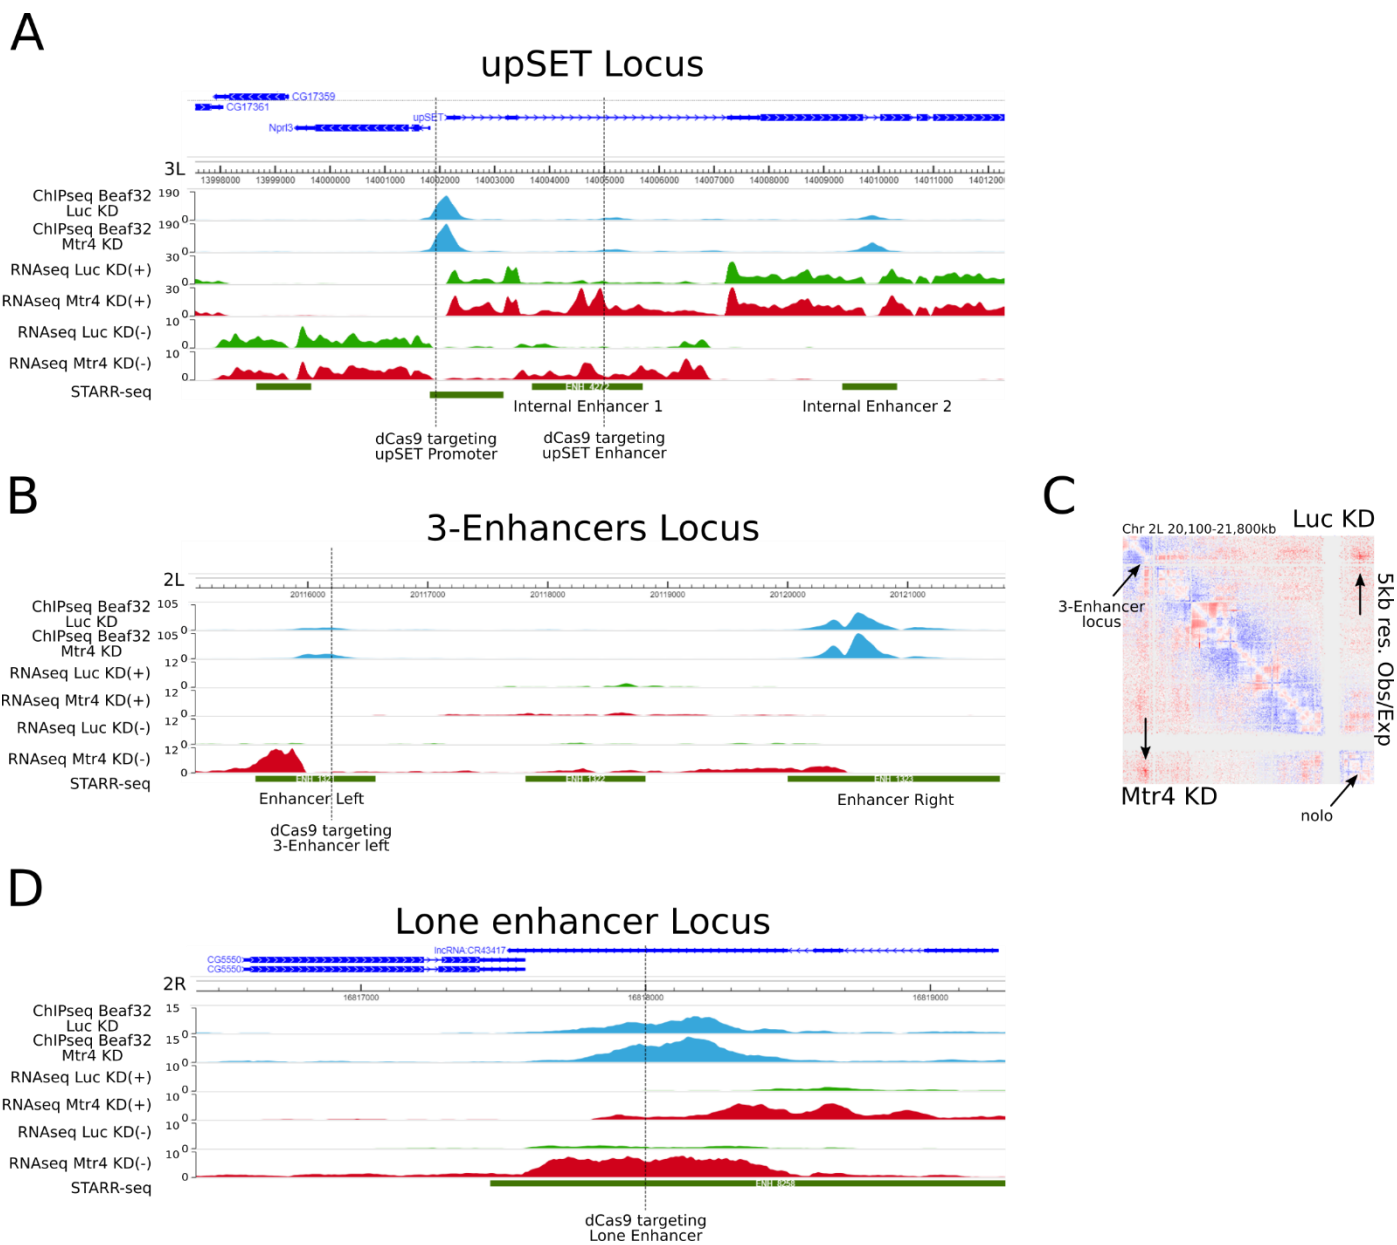 A
upSET Locus
CG17359
CG17361
upSET
Nprl3
3L
13998000 13999000 14000000 14001000 14002000 14003000 14004000 14005000 14006000 14007000 14008000 14009000 14010000 14011000 1401200
ChIPseq Beaf32 190
Luc KD
0
ChIPseq Beaf32 190
Mtr4 KD
0
30
RNAseq Luc KD(+)
0
30
RNAseq Mtr4 KD(+)
0
10
RNAseq Luc KD(-)
0
10
RNAseq Mtr4 KD(-)
0
STARR-seq
ENH_4272
Internal Enhancer 1 Internal Enhancer 2
dCas9 targeting dCas9 targeting
upSET Promoter upSET Enhancer
B
3-Enhancers Locus
2L
20116000 20117000 20118000 20119000 20120000 20121000
ChIPseq Beaf32 105
Luc KD
0
ChIPseq Beaf32 105
Mtr4 KD
0
12
RNAseq Luc KD(+)
0
12
RNAseq Mtr4 KD(+)
0
12
RNAseq Luc KD(-)
0
12
RNAseq Mtr4 KD(-)
0
STARR-seq
ENH_1321 ENH_1322 ENH_1323
Enhancer Left Enhancer Right
dCas9 targeting
3-Enhancer left
C
Luc KD
Chr 2L 20,100-21,800kb
3-Enhancer
locus
5kb res. Obs/Exp
Mtr4 KD
nolo
D
Lone enhancer Locus
lncRNA:CR43417
CG5550
CG5550
2R
16817000 16818000 16819000
ChIPseq Beaf32 15
Luc KD
0
ChIPseq Beaf32 15
Mtr4 KD
0
10
RNAseq Luc KD(+)
0
10
RNAseq Mtr4 KD(+)
0
10
RNAseq Luc KD(-)
0
10
RNAseq Mtr4 KD(-)
0
STARR-seq
ENH_8258
dCas9 targeting
Lone Enhancer